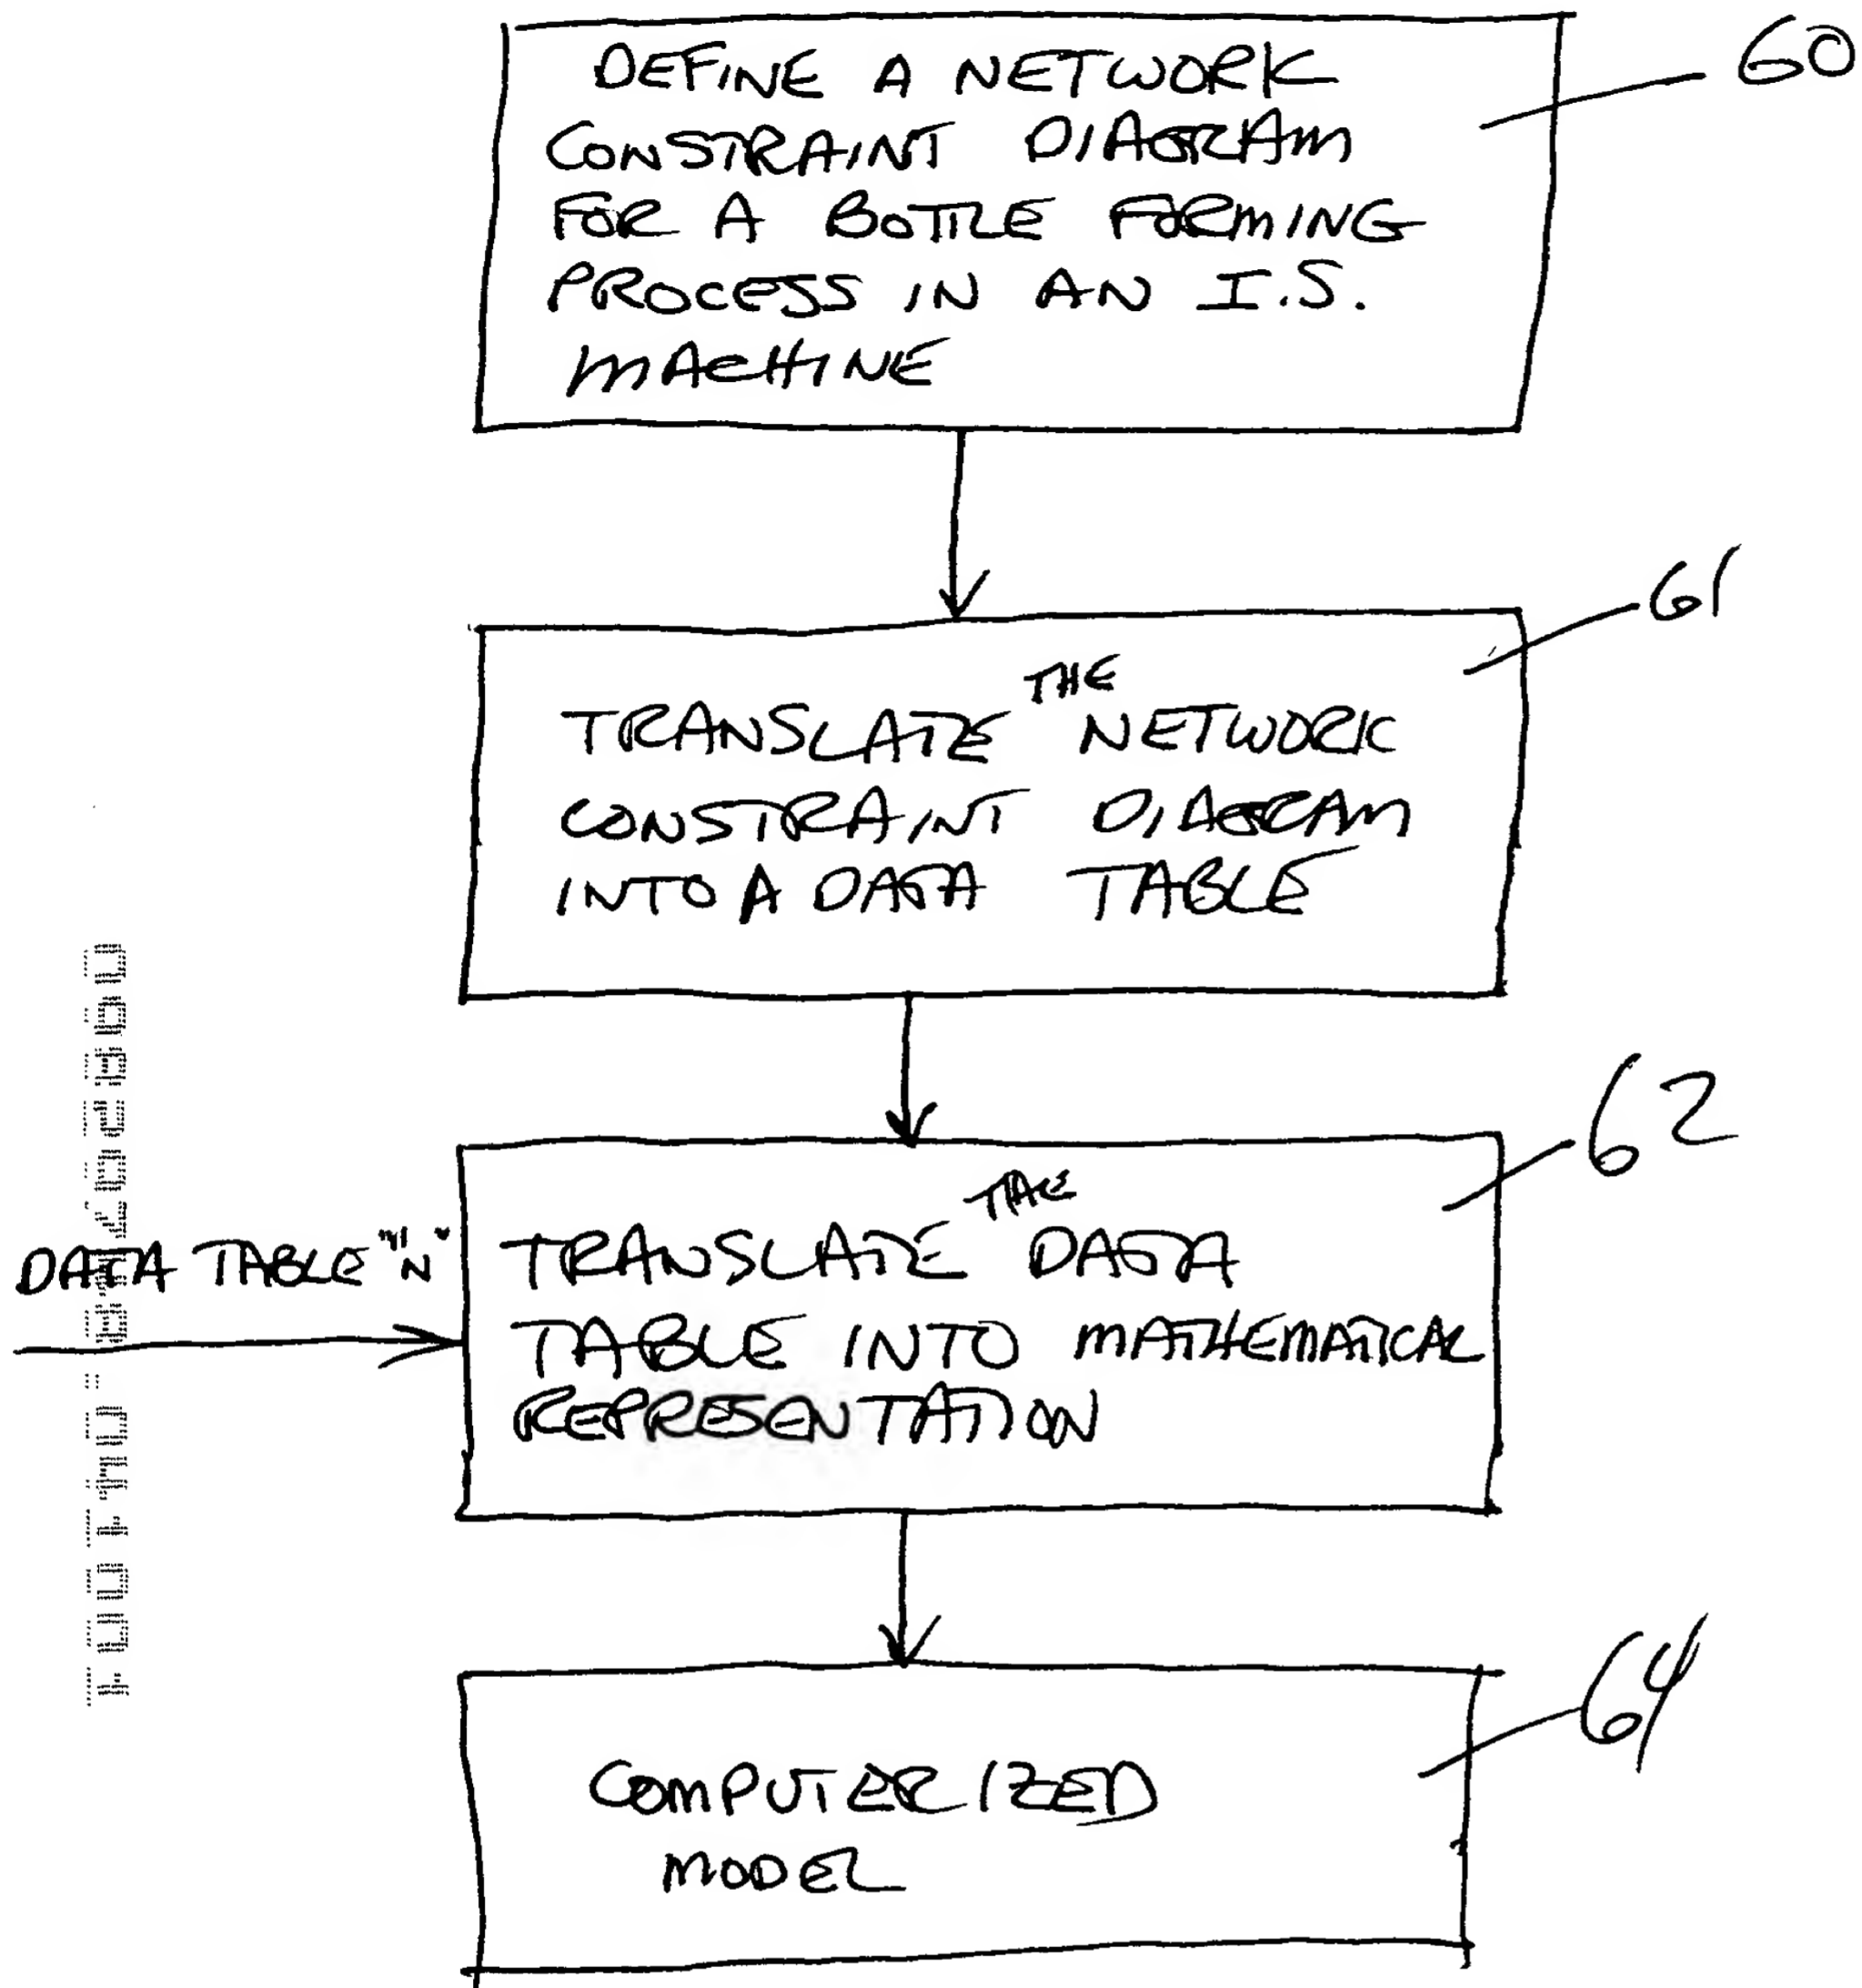 DEFINE A NETWORK
CONSTRAINT DIAGRAM
FOR A BOTTLE FORMING
PROCESS IN AN I.S.
MACHINE
60
61
TRANSLATE THE NETWORK
CONSTRAINT DIAGRAM
INTO A DATA TABLE
62
DATA TABLE "N"
TRANSLATE THE DATA
TABLE INTO MATHEMATICAL
REPRESENTATION
64
COMPUTERIZED
MODEL